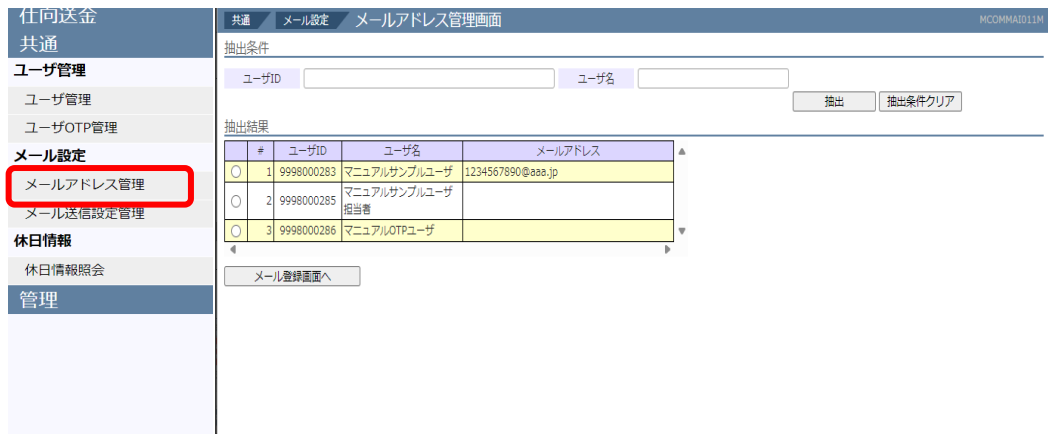 仕向送金
共通
ユーザ管理
ユーザ管理
ユーザOTP管理
メール設定
メールアドレス管理
メール送信設定管理
休日情報
休日情報照会
管理
共通 メール設定 メールアドレス管理画面 MCOMMAI011M
抽出条件
ユーザID ユーザ名
抽出 抽出条件クリア
抽出結果
# ユーザID ユーザ名 メールアドレス
1 9998000283 マニュアルサンプルユーザ 1234567890@aaa.jp
2 9998000285 マニュアルサンプルユーザ
担当者
3 9998000286 マニュアルOTPユーザ
メール登録画面へ